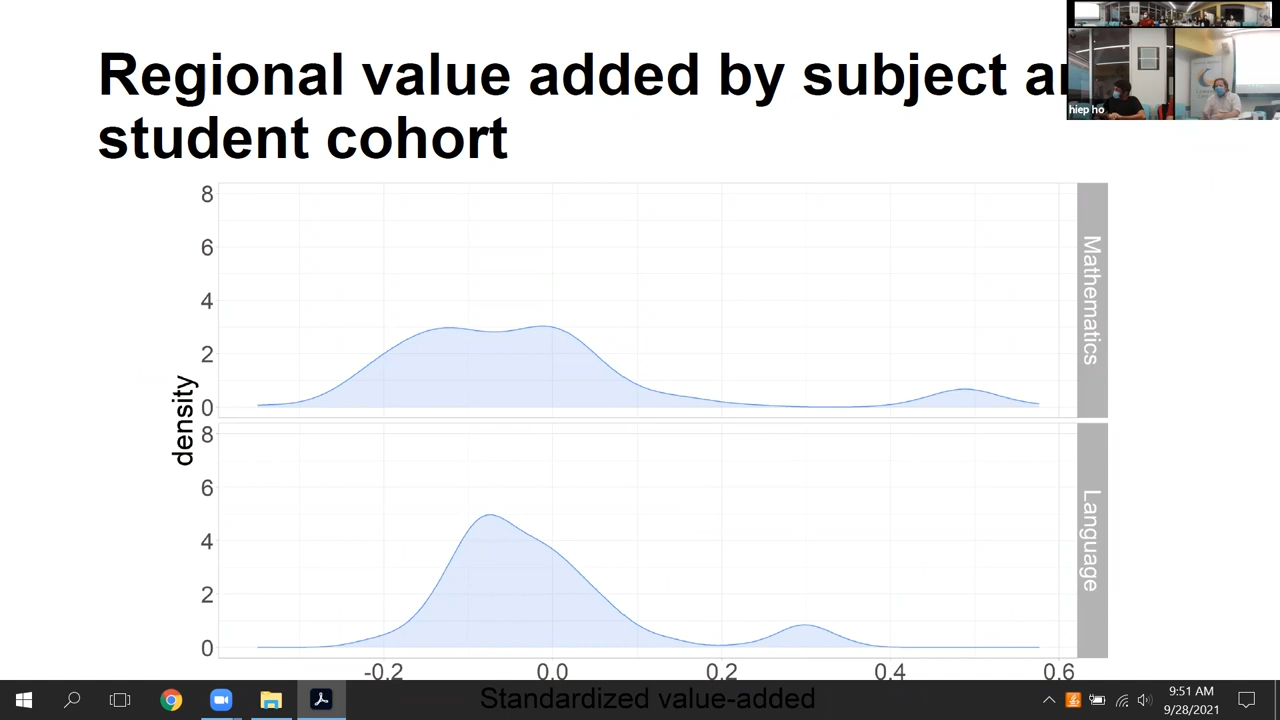 Regional value added by subject
student cohort
hiep ho
8
6
4
2
0
Mathematics
density
8
6
4
2
0
Language
-0.2 0.0 0.2 0.4 0.6
Standardized value-added
9:51 AM
9/28/2021